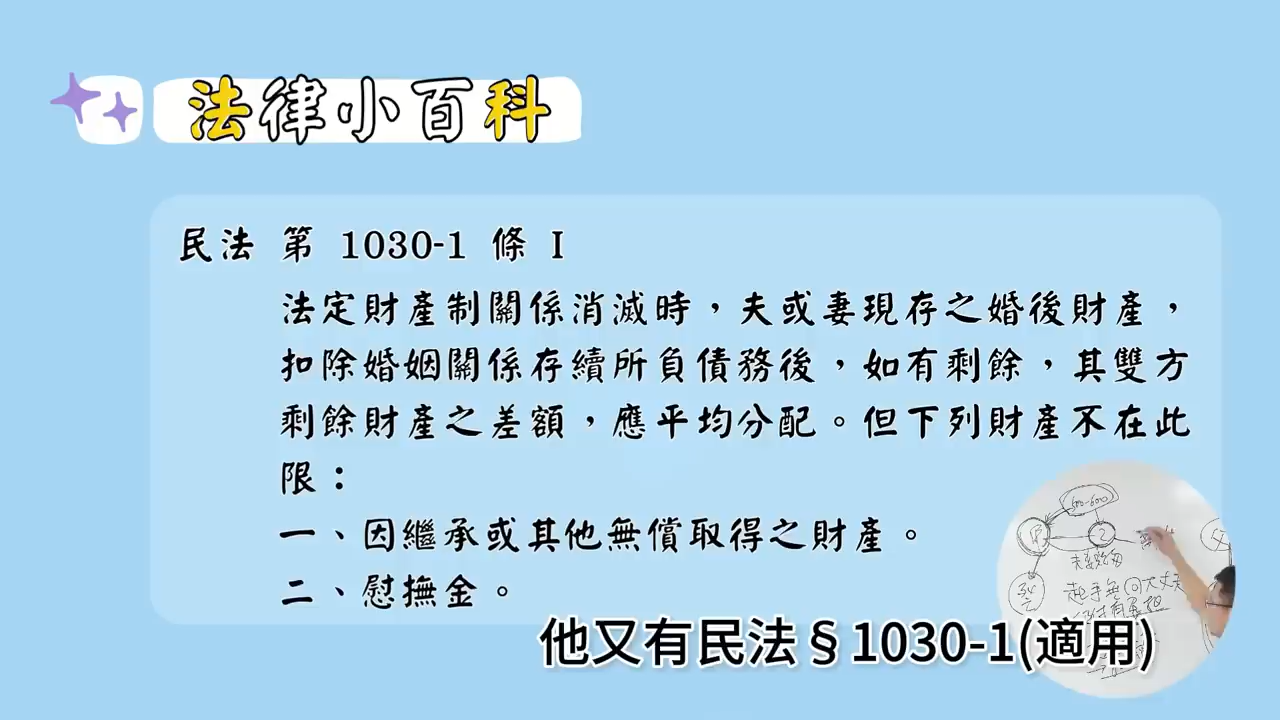 法律小百科
民法 第 1030-1 條 I
法定財產制關係消滅時，夫或妻現存之婚後財產，
扣除婚姻關係存續所負債務後，如有剩餘，其雙方
剩餘財產之差額，應平均分配。但下列財產不在此
限：
一、因繼承或其他無償取得之財產。
二、慰撫金。
他又有民法§1030-1(適用)